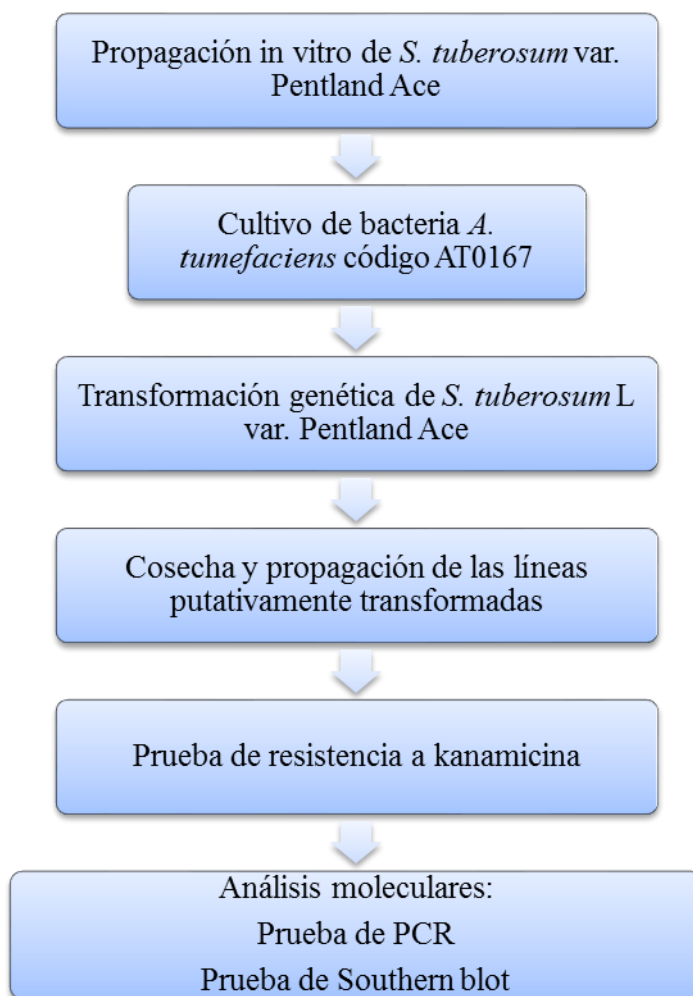 Propagación in vitro de S. tuberosum var.
Pentland Ace
Cultivo de bacteria A.
tumefaciens código AT0167
Transformación genética de S. tuberosum L
var. Pentland Ace
Cosecha y propagación de las líneas
putativamente transformadas
Prueba de resistencia a kanamicina
Análisis moleculares:
Prueba de PCR
Prueba de Southern blot